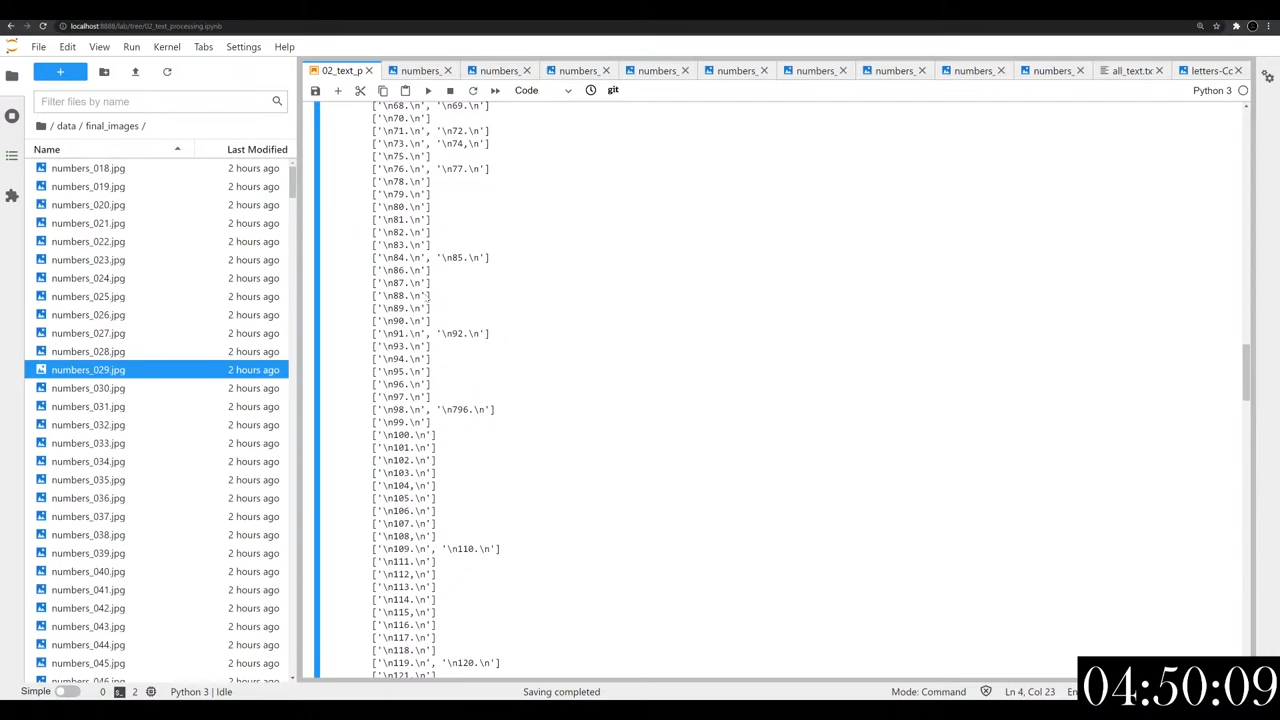 localhost:8888/lab/tree/02_text_processing.ipynb
File Edit View Run Kernel Tabs Settings Help
02_text_p numbers_ numbers_ numbers_ numbers_ numbers_ numbers_ numbers_ numbers_ numbers_ all_text.tx letters-Cc
Code git Python 3
Filter files by name
/ data / final_images /
Name Last Modified
numbers_018.jpg 2 hours ago
numbers_019.jpg 2 hours ago
numbers_020.jpg 2 hours ago
numbers_021.jpg 2 hours ago
numbers_022.jpg 2 hours ago
numbers_023.jpg 2 hours ago
numbers_024.jpg 2 hours ago
numbers_025.jpg 2 hours ago
numbers_026.jpg 2 hours ago
numbers_027.jpg 2 hours ago
numbers_028.jpg 2 hours ago
numbers_029.jpg 2 hours ago
numbers_030.jpg 2 hours ago
numbers_031.jpg 2 hours ago
numbers_032.jpg 2 hours ago
numbers_033.jpg 2 hours ago
numbers_034.jpg 2 hours ago
numbers_035.jpg 2 hours ago
numbers_036.jpg 2 hours ago
numbers_037.jpg 2 hours ago
numbers_038.jpg 2 hours ago
numbers_039.jpg 2 hours ago
numbers_040.jpg 2 hours ago
numbers_041.jpg 2 hours ago
numbers_042.jpg 2 hours ago
numbers_043.jpg 2 hours ago
numbers_044.jpg 2 hours ago
numbers_045.jpg 2 hours ago
['\n68.\n', '\n69.\n']
['\n70.\n']
['\n71.\n', '\n72.\n']
['\n73.\n', '\n74,\n']
['\n75.\n']
['\n76.\n', '\n77.\n']
['\n78.\n']
['\n79.\n']
['\n80.\n']
['\n81.\n']
['\n82.\n']
['\n83.\n']
['\n84.\n', '\n85.\n']
['\n86.\n']
['\n87.\n']
['\n88.\n']
['\n89.\n']
['\n90.\n']
['\n91.\n', '\n92.\n']
['\n93.\n']
['\n94.\n']
['\n95.\n']
['\n96.\n']
['\n97.\n']
['\n98.\n', '\n796.\n']
['\n99.\n']
['\n100.\n']
['\n101.\n']
['\n102.\n']
['\n103.\n']
['\n104,\n']
['\n105.\n']
['\n106.\n']
['\n107.\n']
['\n108,\n']
['\n109.\n', '\n110.\n']
['\n111.\n']
['\n112,\n']
['\n113.\n']
['\n114.\n']
['\n115,\n']
['\n116.\n']
['\n117.\n']
['\n118.\n']
['\n119.\n', '\n120.\n']
Simple 0 2 Python 3 | Idle Saving completed Mode: Command Ln 4, Col 23
04:50:09